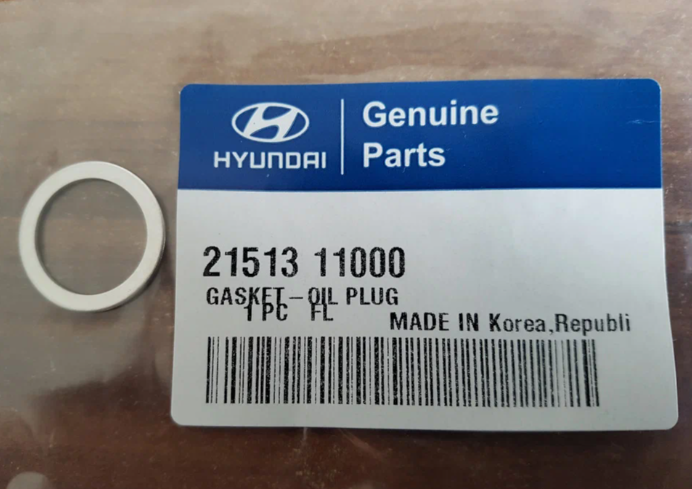 HYUNDAI
Genuine
Parts
21513 11000
GASKET-OIL PLUG
1 PC FL
MADE IN Korea,Republi